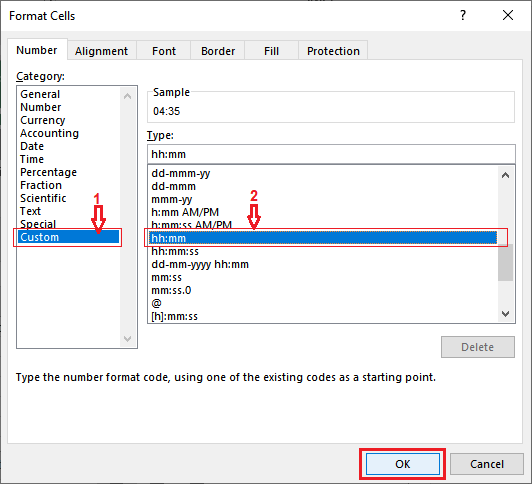 Format Cells
? ×
Number Alignment Font Border Fill Protection
Category:
General
Number
Currency
Accounting
Date
Time
Percentage
Fraction
Scientific
Text
Special
Custom
1
Sample
04:35
Type:
hh:mm
dd-mmm-yy
dd-mmm
mmm-yy
h:mm AM/PM
h:mm:ss AM/PM
hh:mm
hh:mm:ss
dd-mm-yyyy hh:mm
mm:ss
mm:ss.0
@
[h]:mm:ss
2
Delete
Type the number format code, using one of the existing codes as a starting point.
OK Cancel